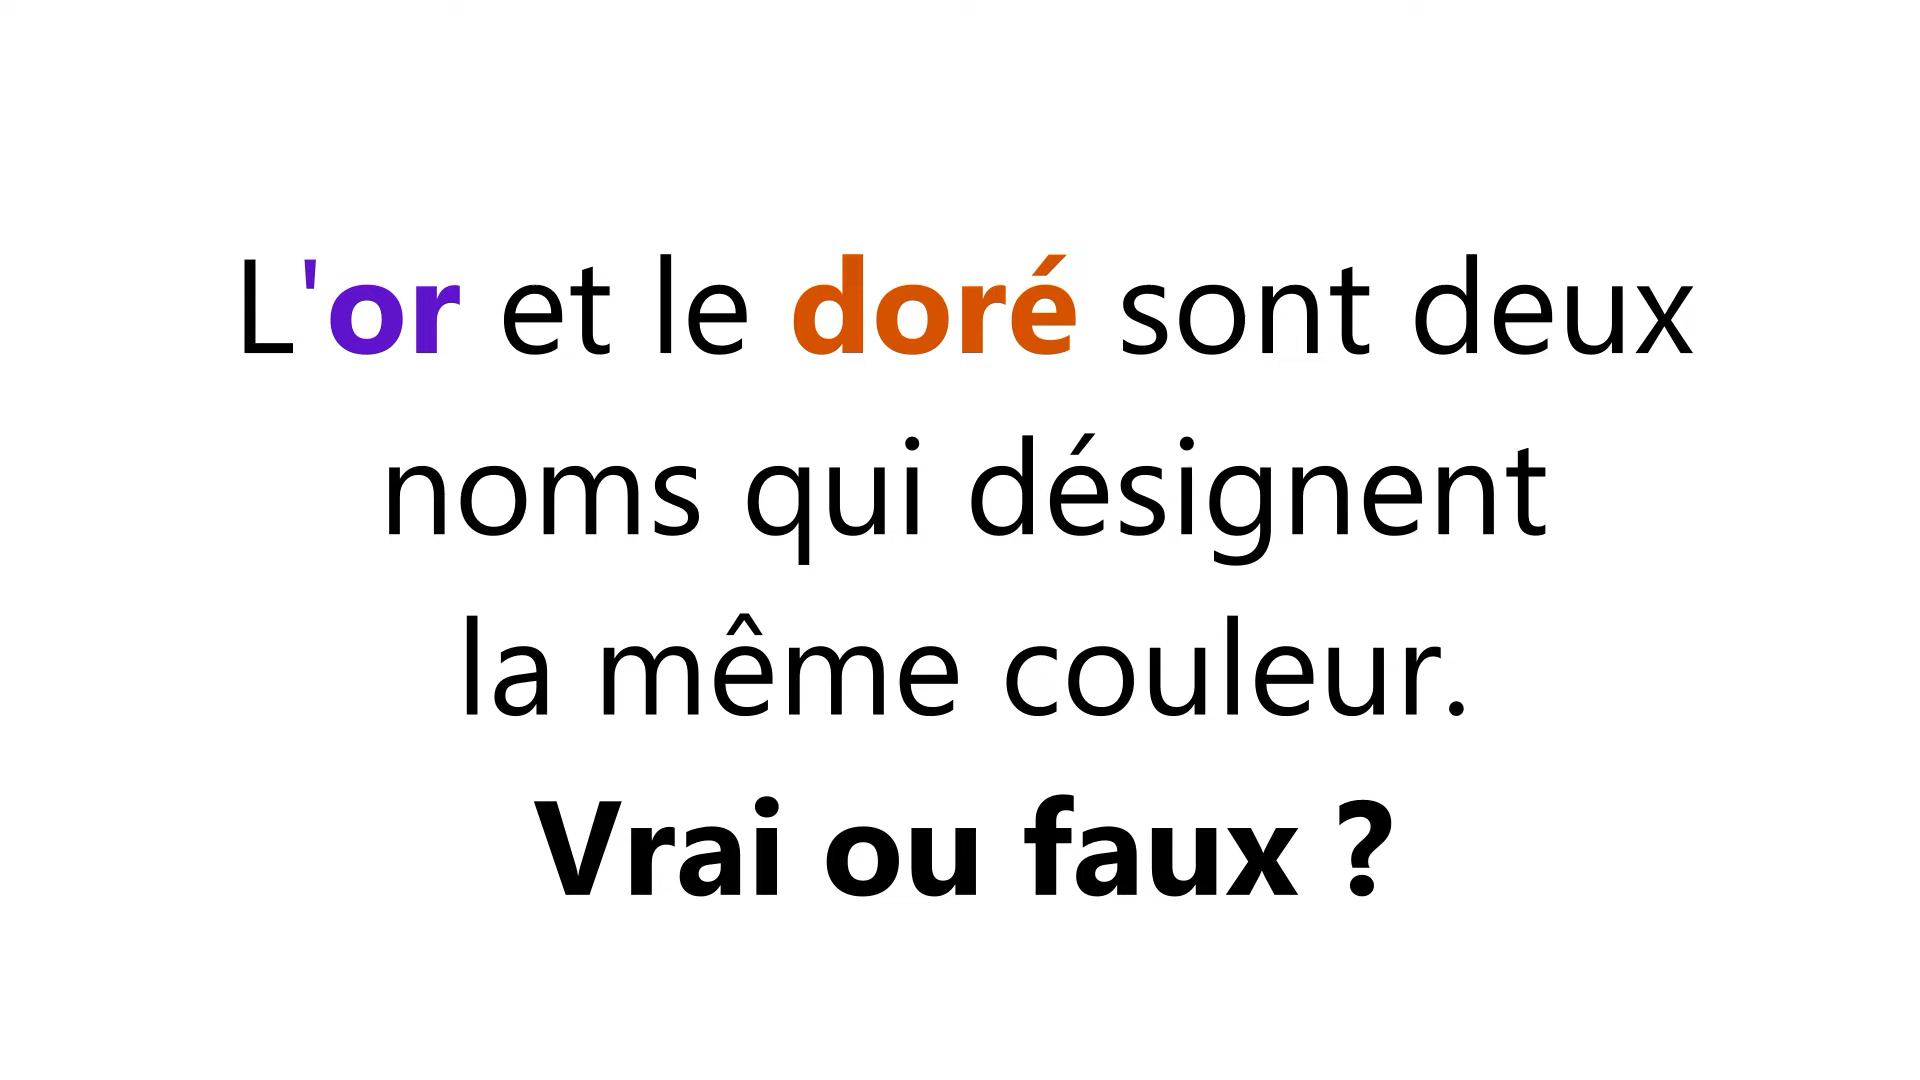 L'or et le doré sont deux
noms qui désignent
la même couleur.
Vrai ou faux ?